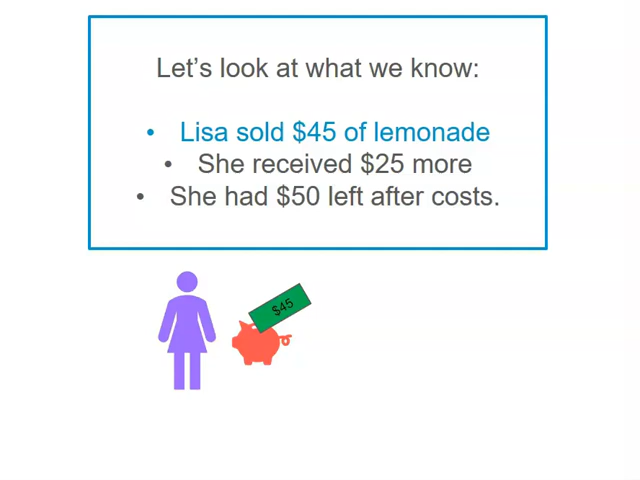 Let’s look at what we know:
• Lisa sold $45 of lemonade
• She received $25 more
• She had $50 left after costs.
$45